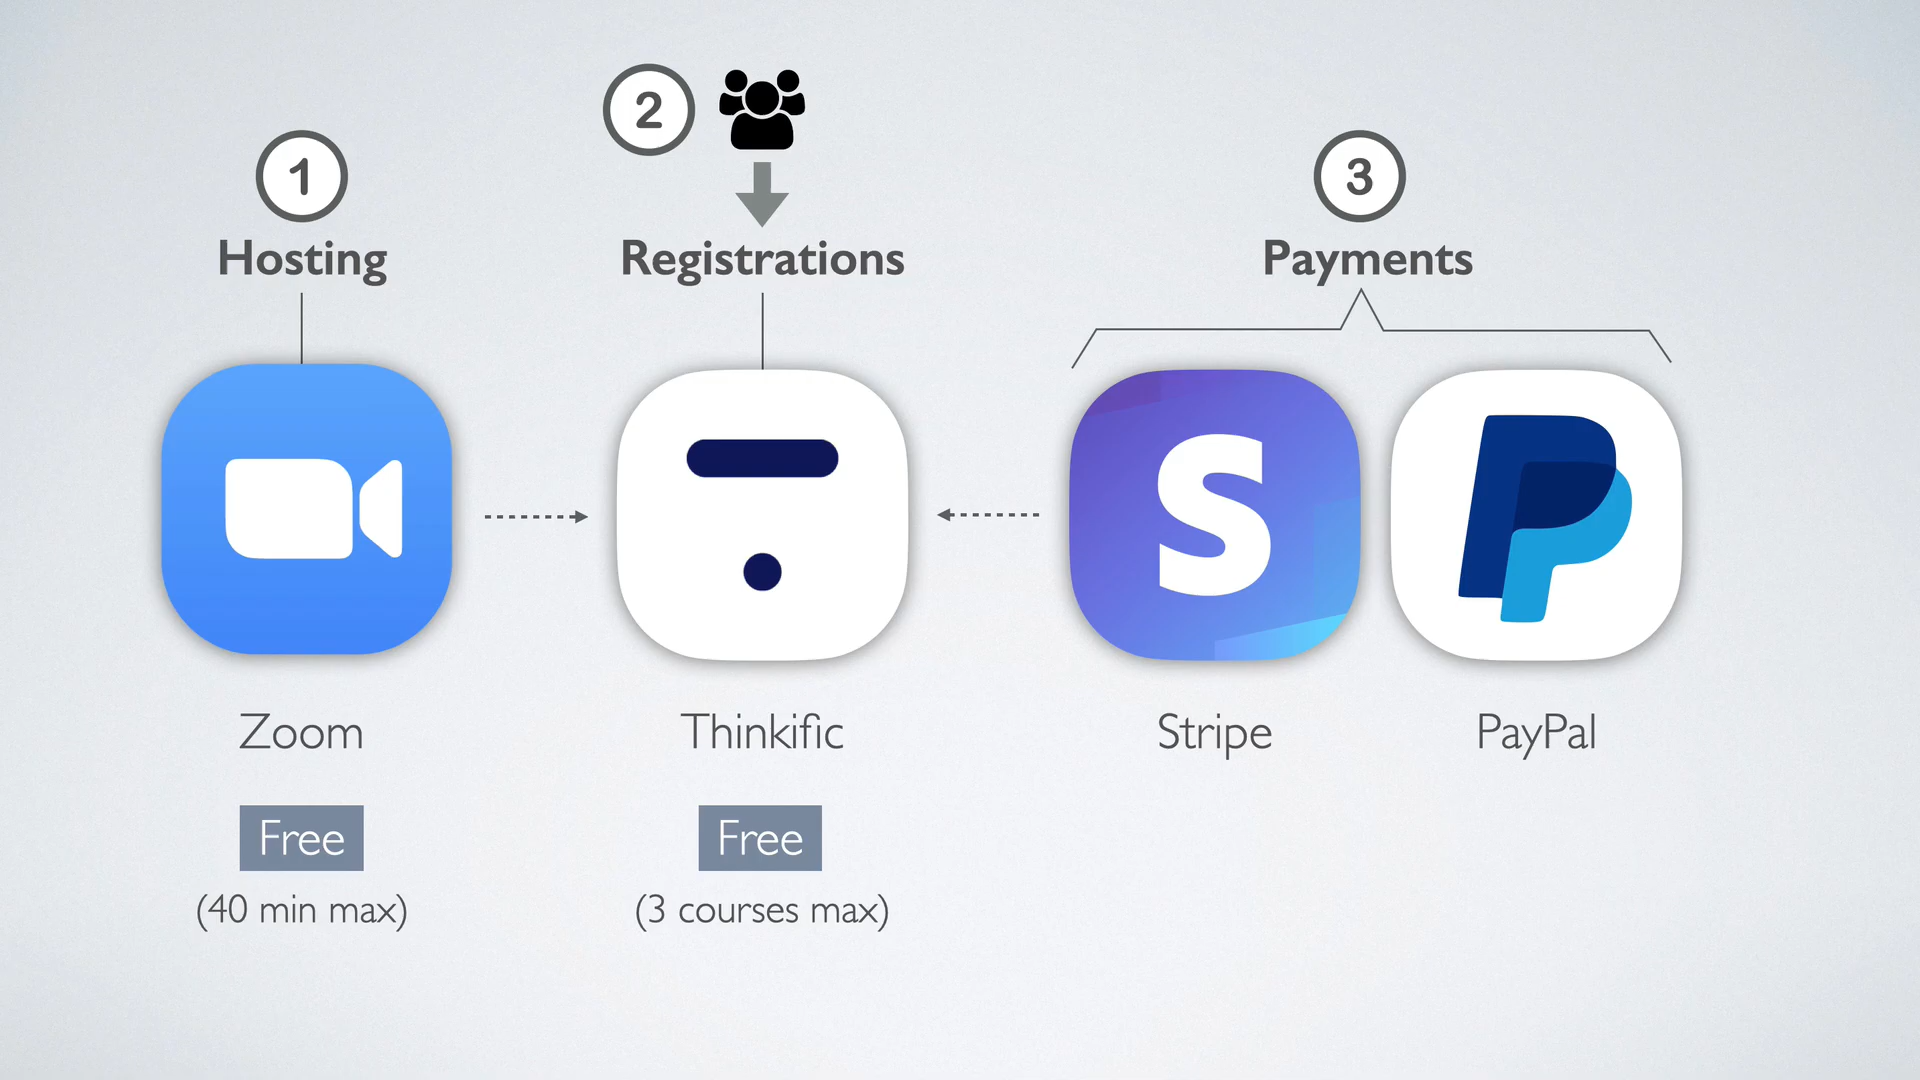 1
2
3
Hosting
Registrations
Payments
S
Zoom
Thinkific
Stripe
PayPal
Free
Free
(40 min max)
(3 courses max)